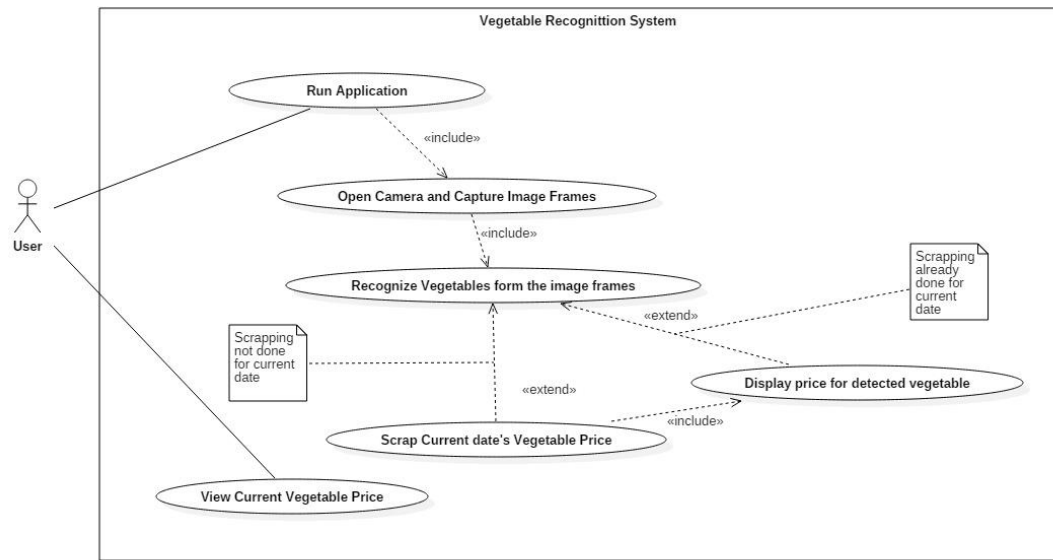 Vegetable Recognittion System
Run Application
«include»
Open Camera and Capture Image Frames
User
«include»
Recognize Vegetables form the image frames
Scrapping
already
done for
current
date
«extend»
Scrapping
not done
for current
date
Display price for detected vegetable
«extend»
«include»
Scrap Current date's Vegetable Price
View Current Vegetable Price